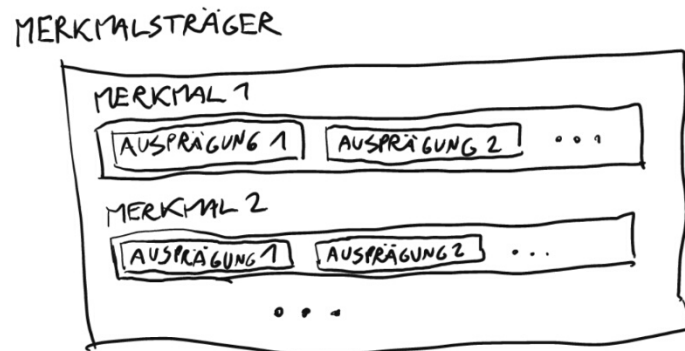 MERKMALSTRÄGER
MERKMAL 1
AUSPRÄGUNG 1 AUSPRÄGUNG 2 ...
MERKMAL 2
AUSPRÄGUNG 1 AUSPRÄGUNG 2 ...
...